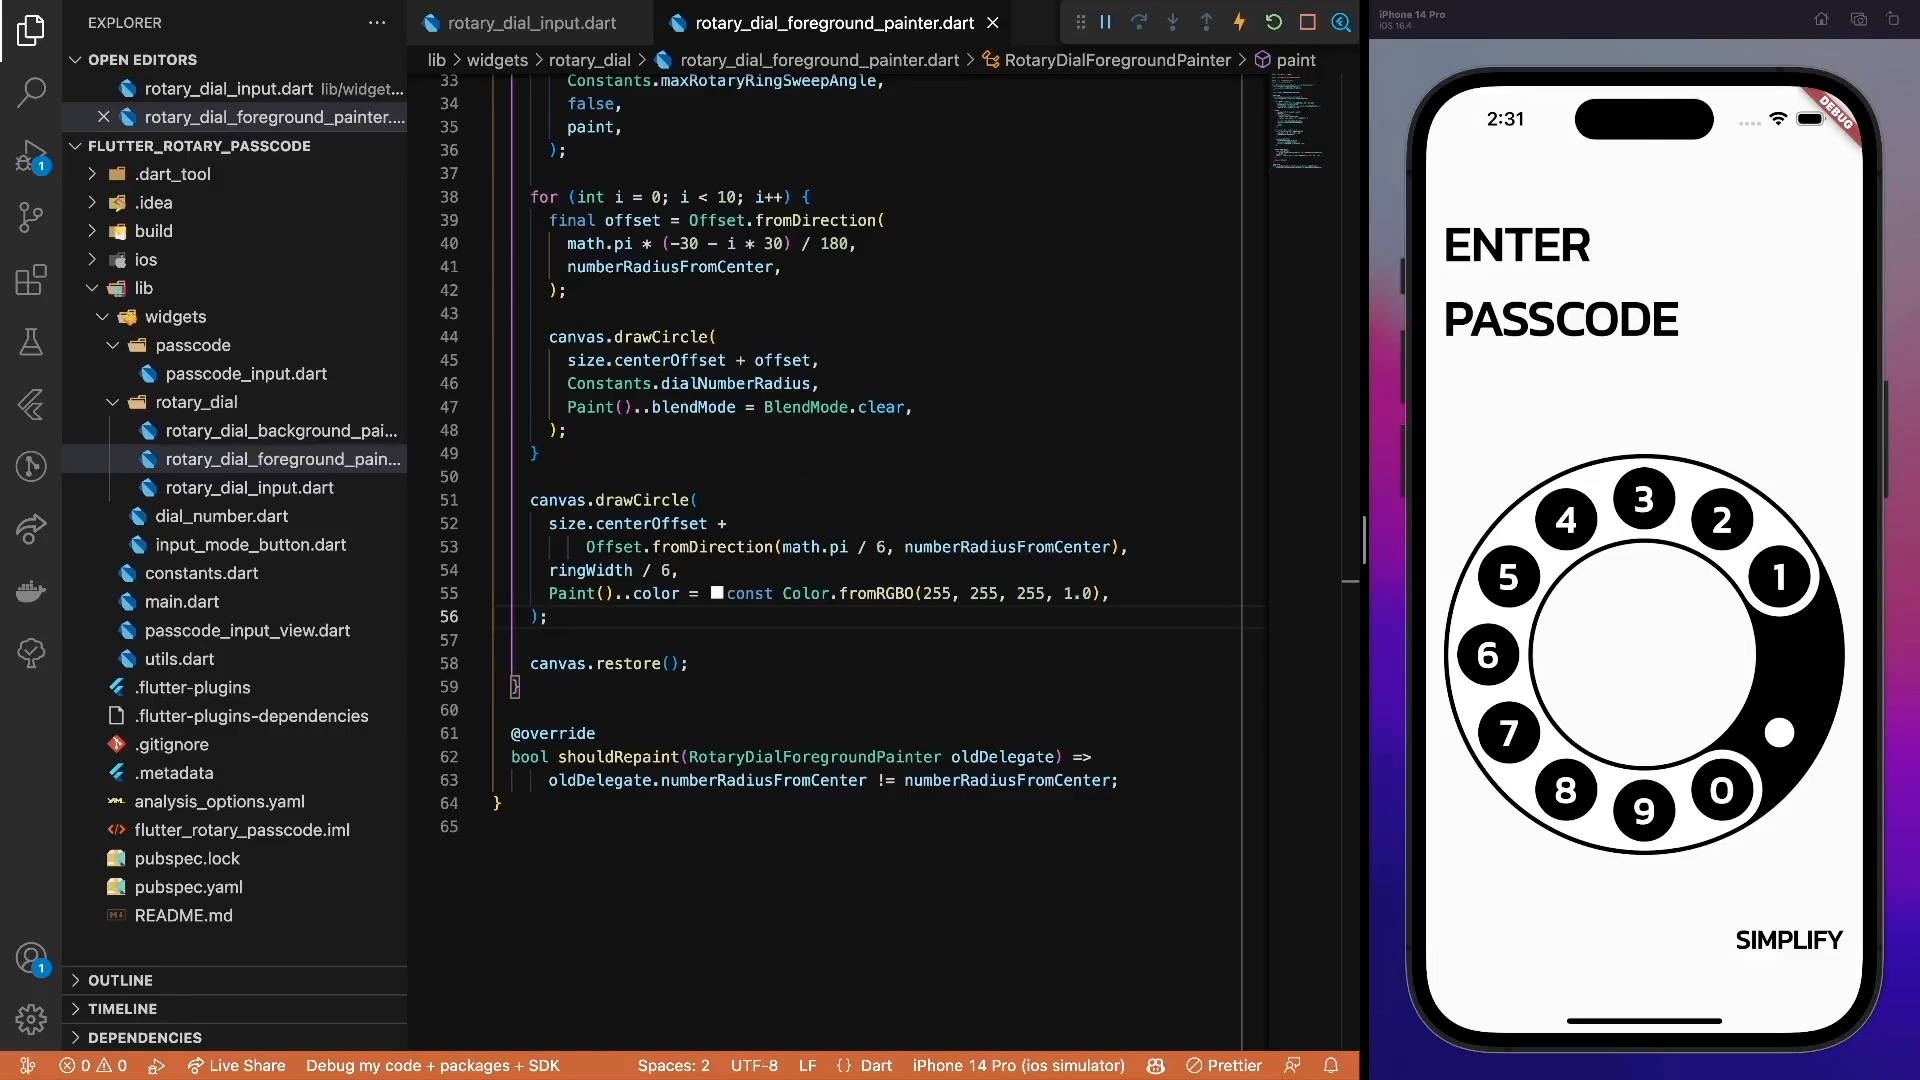 EXPLORER
OPEN EDITORS
rotary_dial_input.dart lib/widget...
rotary_dial_foreground_painter....
FLUTTER_ROTARY_PASSCODE
.dart_tool
.idea
build
ios
lib
widgets
passcode
passcode_input.dart
rotary_dial
rotary_dial_background_pai...
rotary_dial_foreground_pain...
rotary_dial_input.dart
dial_number.dart
input_mode_button.dart
constants.dart
main.dart
passcode_input_view.dart
utils.dart
.flutter-plugins
.flutter-plugins-dependencies
.gitignore
.metadata
analysis_options.yaml
flutter_rotary_passcode.iml
pubspec.lock
pubspec.yaml
README.md
OUTLINE
TIMELINE
DEPENDENCIES
1
1
rotary_dial_input.dart
rotary_dial_foreground_painter.dart
lib > widgets > rotary_dial > rotary_dial_foreground_painter.dart > RotaryDialForegroundPainter > paint
33 Constants.maxRotaryRingSweepAngle,
34 false,
35 paint,
36 );
37
38 for (int i = 0; i < 10; i++) {
39 final offset = Offset.fromDirection(
40 math.pi * (-30 - i * 30) / 180,
41 numberRadiusFromCenter,
42 );
43
44 canvas.drawCircle(
45 size.centerOffset + offset,
46 Constants.dialNumberRadius,
47 Paint()..blendMode = BlendMode.clear,
48 );
49 }
50
51 canvas.drawCircle(
52 size.centerOffset +
53 Offset.fromDirection(math.pi / 6, numberRadiusFromCenter),
54 ringWidth / 6,
55 Paint()..color = const Color.fromRGBO(255, 255, 255, 1.0),
56 );
57
58 canvas.restore();
59 }
60
61 @override
62 bool shouldRepaint(RotaryDialForegroundPainter oldDelegate) =>
63 oldDelegate.numberRadiusFromCenter != numberRadiusFromCenter;
64 }
65
0 0 Live Share Debug my code + packages + SDK Spaces: 2 UTF-8 LF {} Dart iPhone 14 Pro (ios simulator) Prettier
iPhone 14 Pro
iOS 16.4
2:31
DEBUG
ENTER
PASSCODE
3
4 2
5 1
6
7
8 0
9
SIMPLIFY